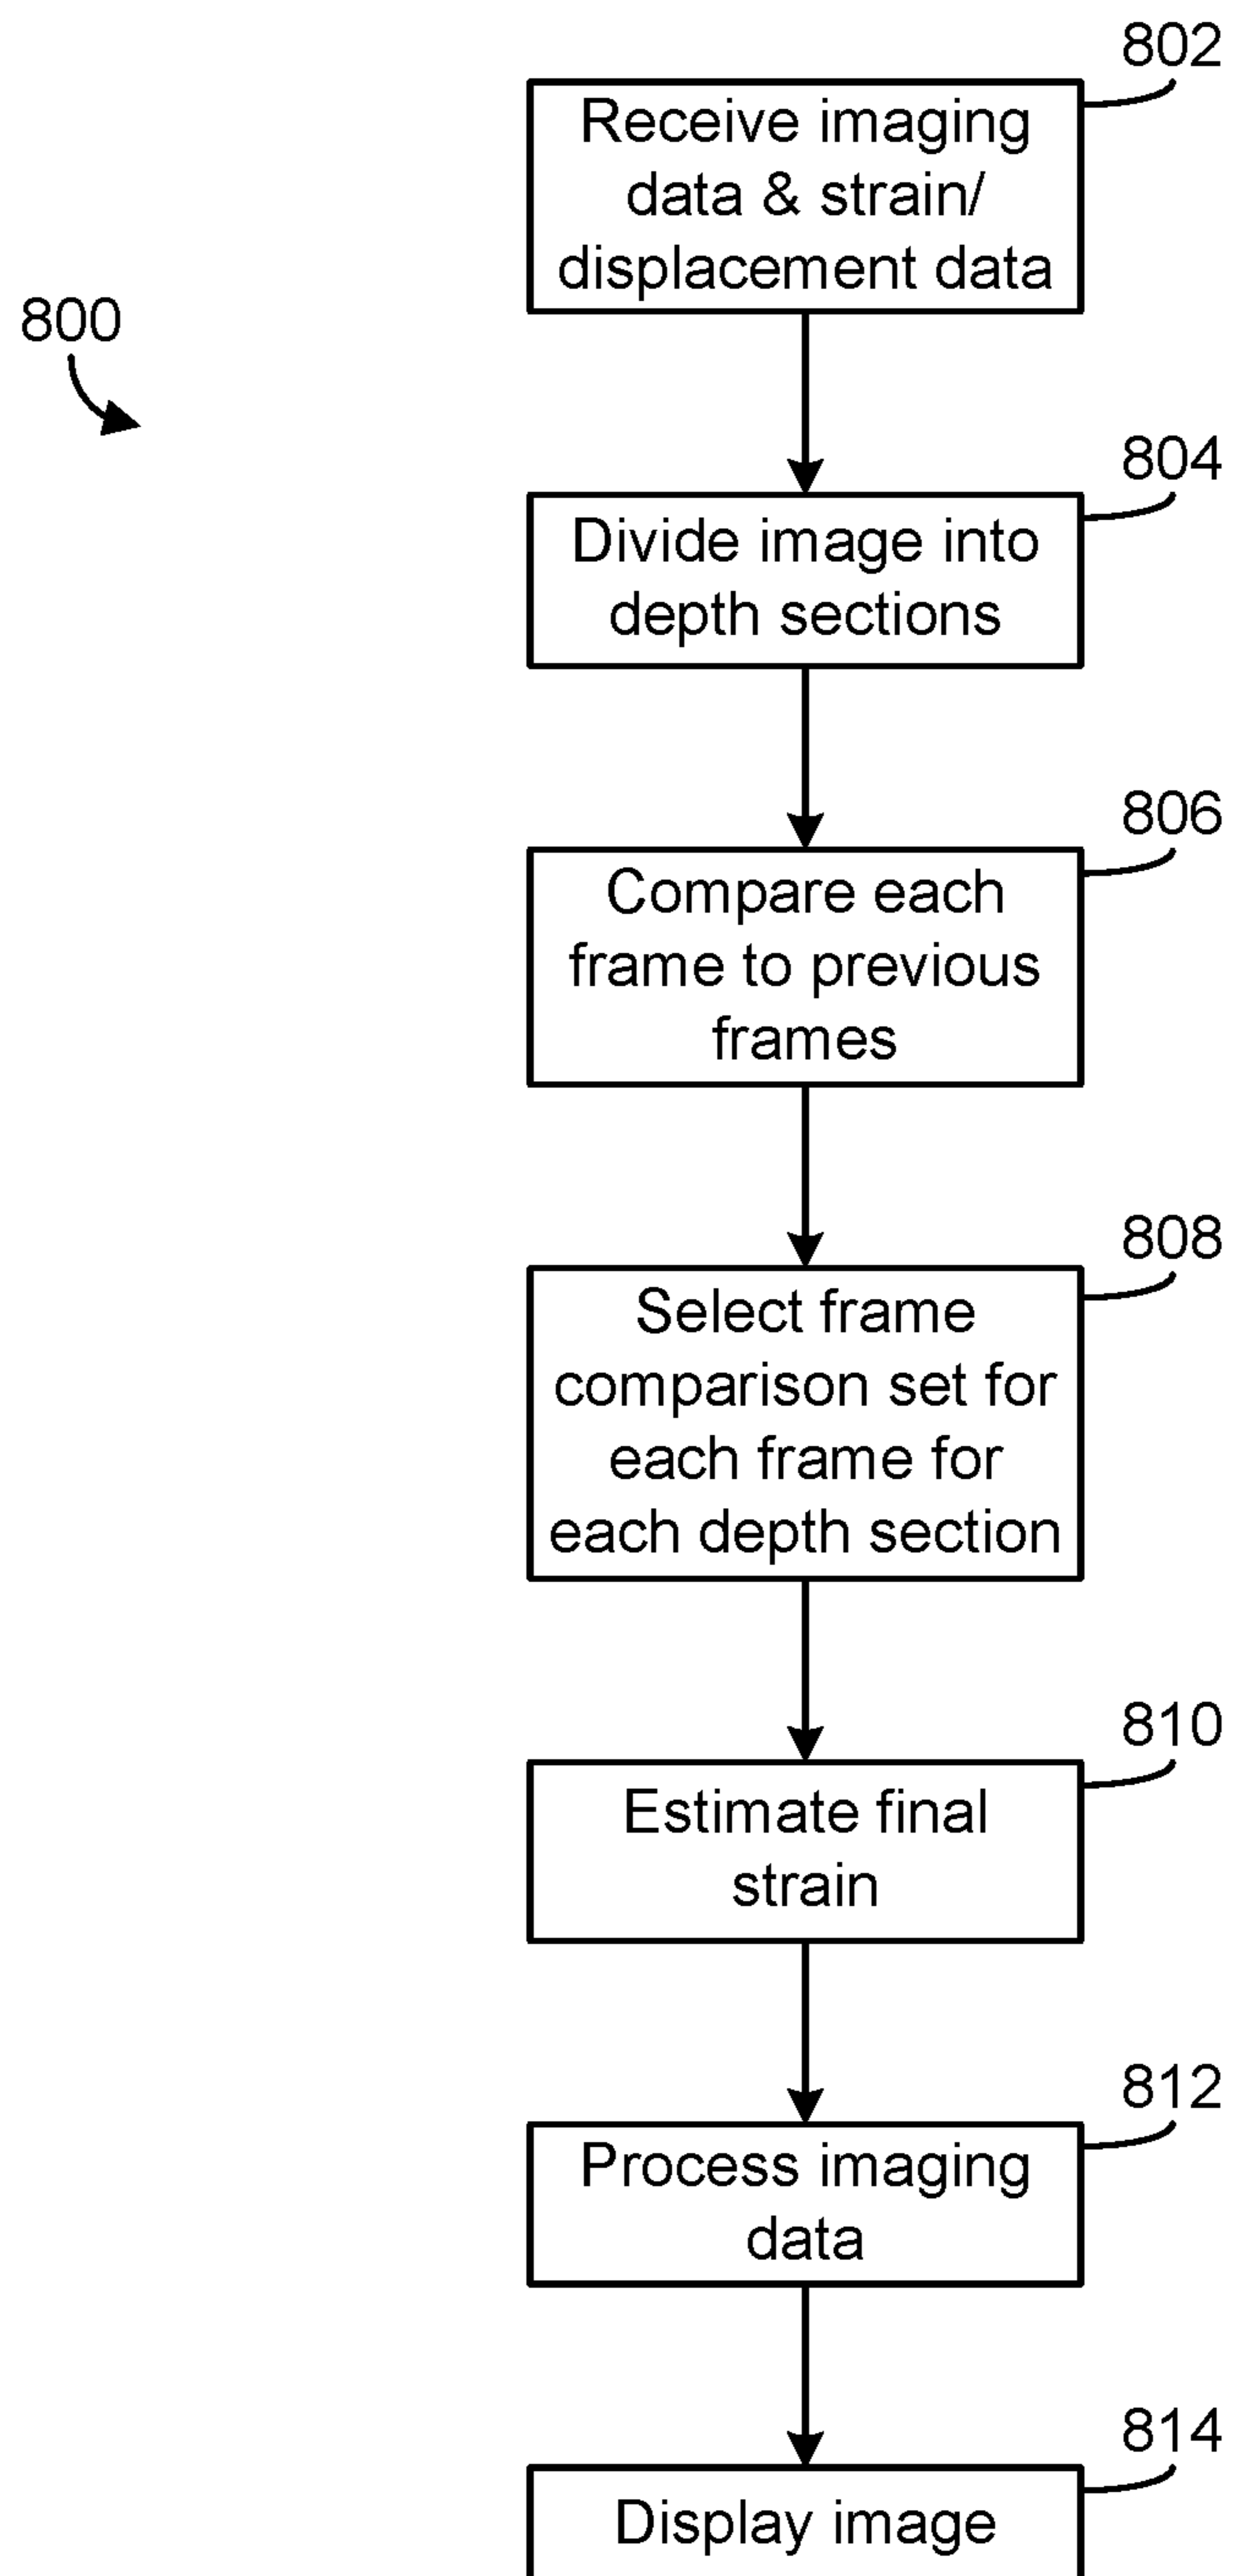 802
Receive imaging
data & strain/
displacement data
800
804
Divide image into
depth sections
806
Compare each
frame to previous
frames
808
Select frame
comparison set for
each frame for
each depth section
810
Estimate final
strain
812
Process imaging
data
814
Display image